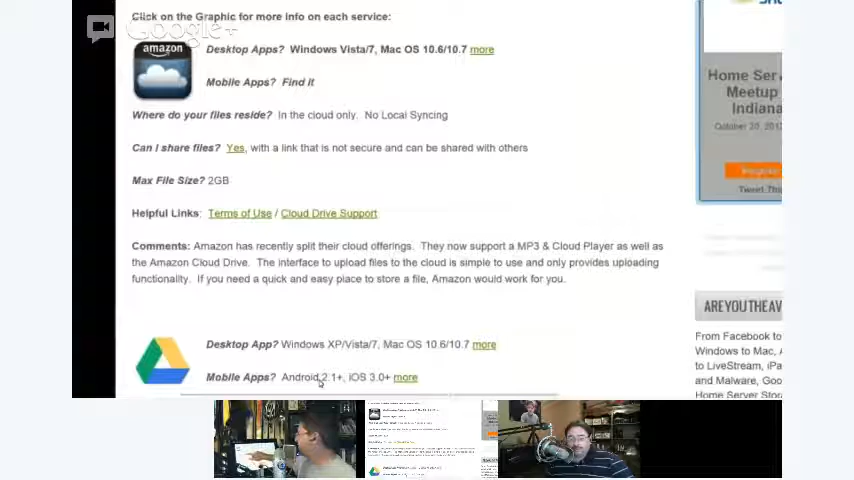 Click on the Graphic for more info on each service:
Google+
amazon
Desktop Apps? Windows Vista/7, Mac OS 10.6/10.7 more
Mobile Apps? Find It
Where do your files reside? In the cloud only. No Local Syncing
Can I share files? Yes, with a link that is not secure and can be shared with others
Max File Size? 2GB
Helpful Links: Terms of Use / Cloud Drive Support
Comments: Amazon has recently split their cloud offerings. They now support a MP3 & Cloud Player as well as
the Amazon Cloud Drive. The interface to upload files to the cloud is simple to use and only provides uploading
functionality. If you need a quick and easy place to store a file, Amazon would work for you.
Desktop App? Windows XP/Vista/7, Mac OS 10.6/10.7 more
Mobile Apps? Android 2.1+, iOS 3.0+ more
Home Ser
Meetup
Indiana
October 20, 201
Tweet Thi
AREYOUTHEAV
From Facebook to
Windows to Mac, A
to LiveStream, iPa
and Malware, Goo
Home Server Stora